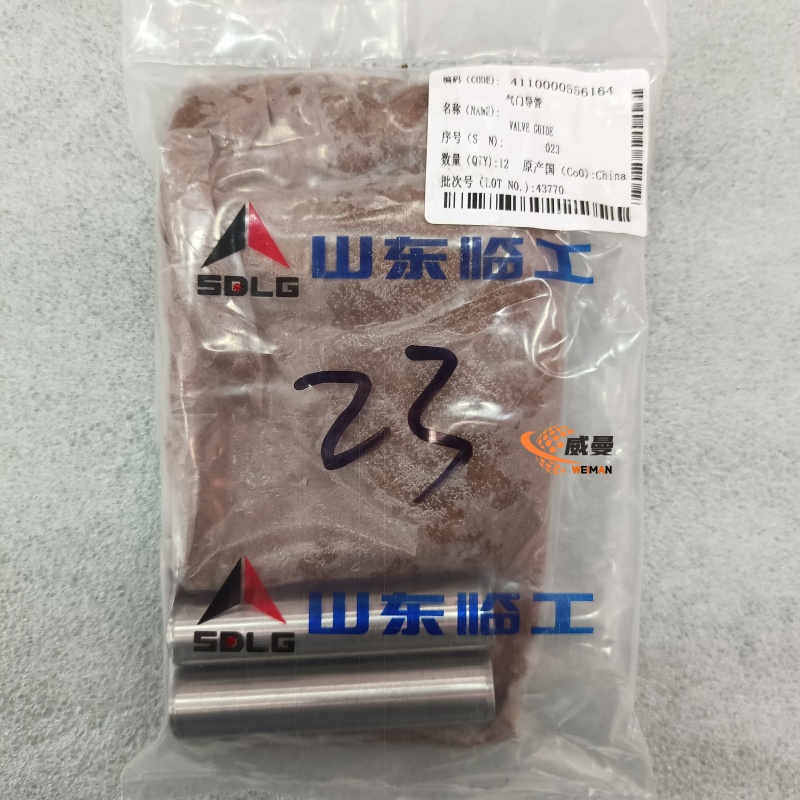 编码 (CODE): 4110000556164
名称 (NAME): 气门导管
VALVE GUIDE
序号 (S N): 023
数量 (QTY):12 原产国 (CoO):China
批次号 (LOT NO.):43770
SDLG 山东临工
23
威曼
WEMAN
SDLG 山东临工